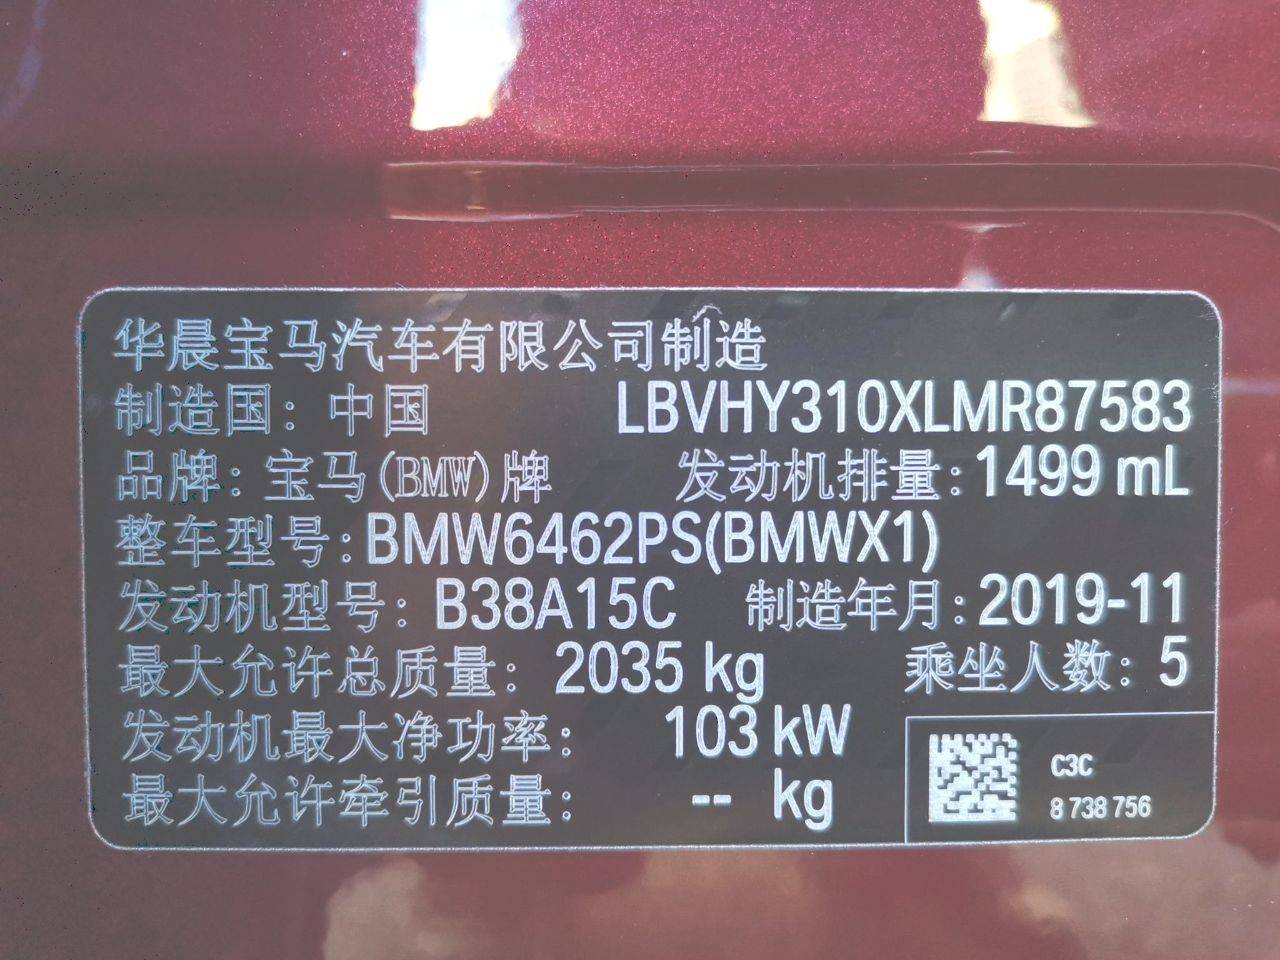 华晨宝马汽车有限公司制造
制造国：中国 LBVHY310XLMR87583
品牌：宝马(BMW)牌 发动机排量：1499 mL
整车型号：BMW6462PS(BMWX1)
发动机型号：B38A15C 制造年月：2019-11
最大允许总质量：2035 kg 乘坐人数：5
发动机最大净功率：103 kW
最大允许牵引质量：-- kg
C3C
8 738 756